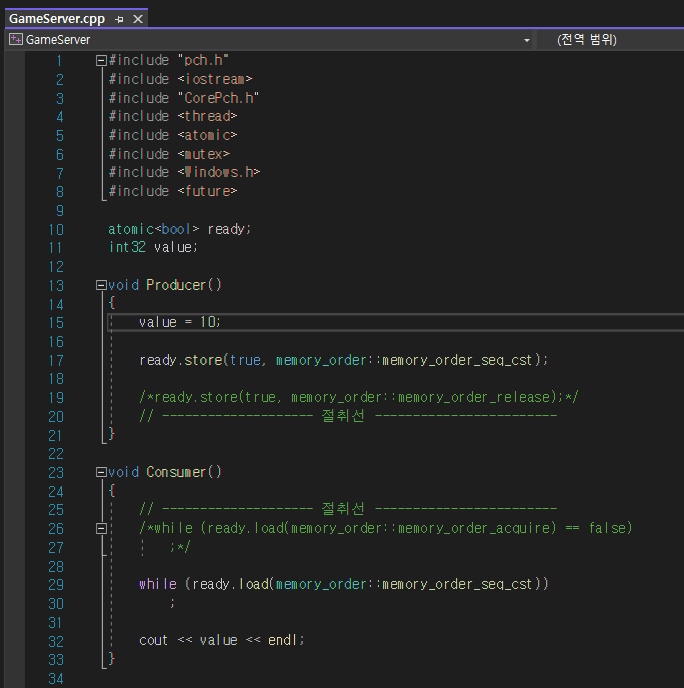 GameServer.cpp
GameServer (전역 범위)
1 #include "pch.h"
2 #include <iostream>
3 #include "CorePch.h"
4 #include <thread>
5 #include <atomic>
6 #include <mutex>
7 #include <Windows.h>
8 #include <future>
9
10 atomic<bool> ready;
11 int32 value;
12
13 void Producer()
14 {
15 value = 10;
16
17 ready.store(true, memory_order::memory_order_seq_cst);
18
19 /*ready.store(true, memory_order::memory_order_release);*/
20 // -------------------- 절취선 ------------------------
21 }
22
23 void Consumer()
24 {
25 // -------------------- 절취선 ------------------------
26 /*while (ready.load(memory_order::memory_order_acquire) == false)
27 ;*/
28
29 while (ready.load(memory_order::memory_order_seq_cst))
30 ;
31
32 cout << value << endl;
33 }
34